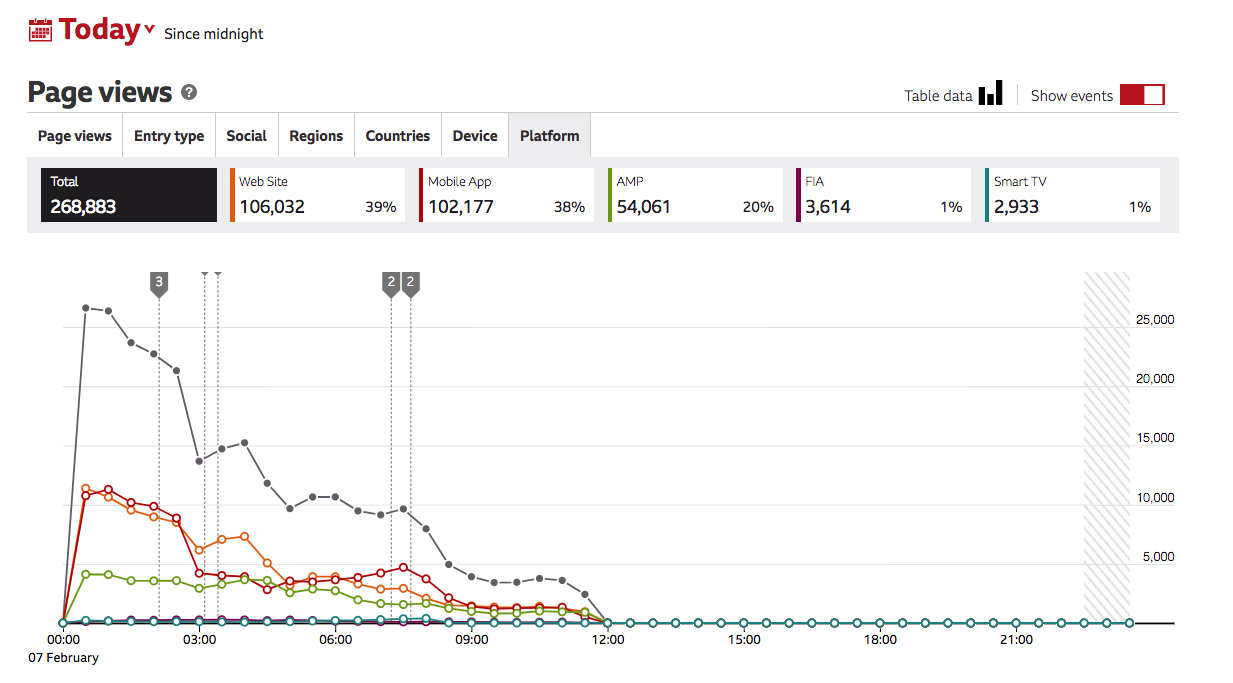 Today Since midnight
Page views ?
Table data Show events
Page views Entry type Social Regions Countries Device Platform
Total Web Site Mobile App AMP FIA Smart TV
268,883 106,032 39% 102,177 38% 54,061 20% 3,614 1% 2,933 1%
3 2 2
25,000
20,000
15,000
10,000
5,000
00:00 03:00 06:00 09:00 12:00 15:00 18:00 21:00
07 February